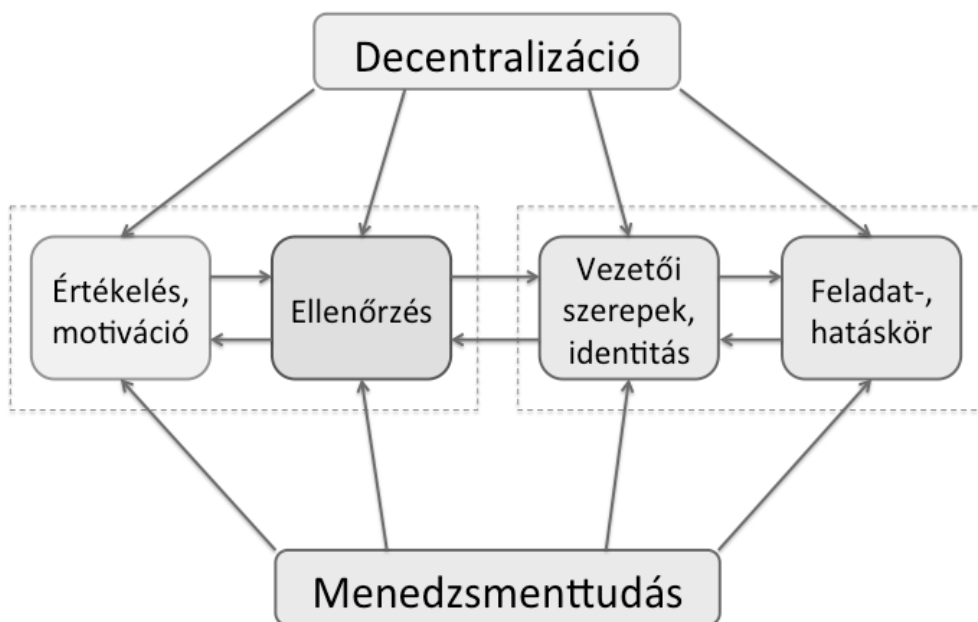 Decentralizáció
Értékelés,
motiváció
Ellenőrzés
Vezetői
szerepek,
identitás
Feladat-,
hatáskör
Menedzsmenttudás